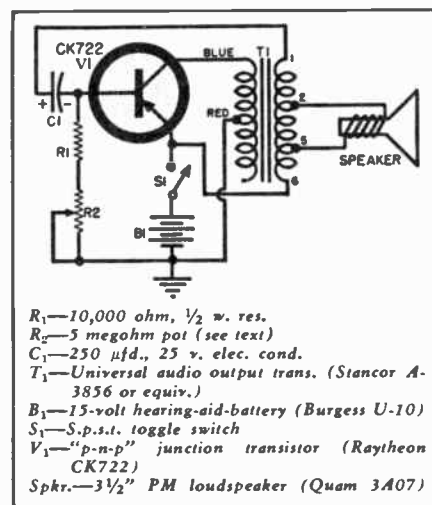 CK722
V1
BLUE
T1
1
RED
2
+ -
C1
5
SPEAKER
R1
S1
6
R2
B1
R₁—10,000 ohm, ½ w. res.
R₂—5 megohm pot (see text)
C₁—250 µfd., 25 v. elec. cond.
T₁—Universal audio output trans. (Stancor A-
3856 or equiv.)
B₁—15-volt hearing-aid-battery (Burgess U-10)
S₁—S.p.s.t. toggle switch
V₁—"p-n-p" junction transistor (Raytheon
CK722)
Spkr.—3½" PM loudspeaker (Quam 3A07)